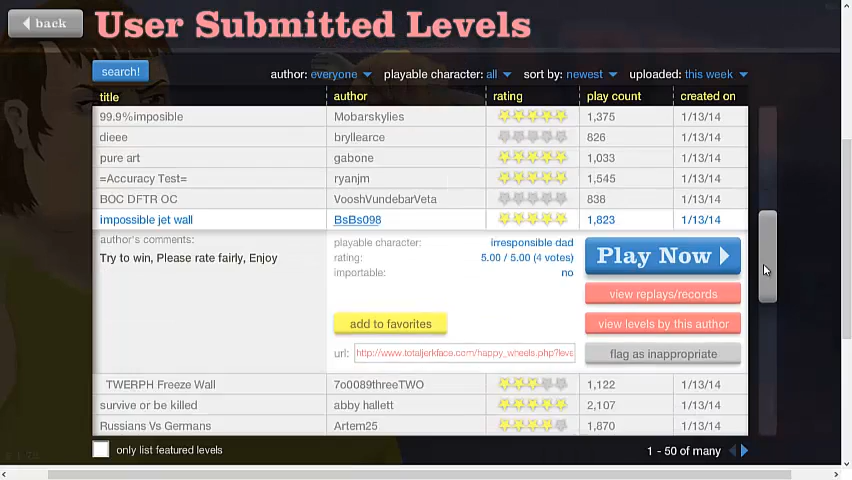 back
User Submitted Levels
search!
author: everyone playable character: all sort by: newest uploaded: this week
title author rating play count created on
99.9%imposible Mobarskylies 1,375 1/13/14
dieee bryllearce 826 1/13/14
pure art gabone 1,033 1/13/14
=Accuracy Test= ryanjm 1,545 1/13/14
BOC DFTR OC VooshVundebarVeta 838 1/13/14
impossible jet wall BsBs098 1,823 1/13/14
author's comments:
Try to win, Please rate fairly, Enjoy
playable character: irresponsible dad
rating: 5.00 / 5.00 (4 votes)
importable: no
Play Now
view replays/records
add to favorites
view levels by this author
url: http://www.totaljerkface.com/happy_wheels.php?leve
flag as inappropriate
TWERPH Freeze Wall 7o0089threeTWO 1,122 1/13/14
survive or be killed abby hallett 2,107 1/13/14
Russians Vs Germans Artem25 1,870 1/13/14
only list featured levels
1 - 50 of many